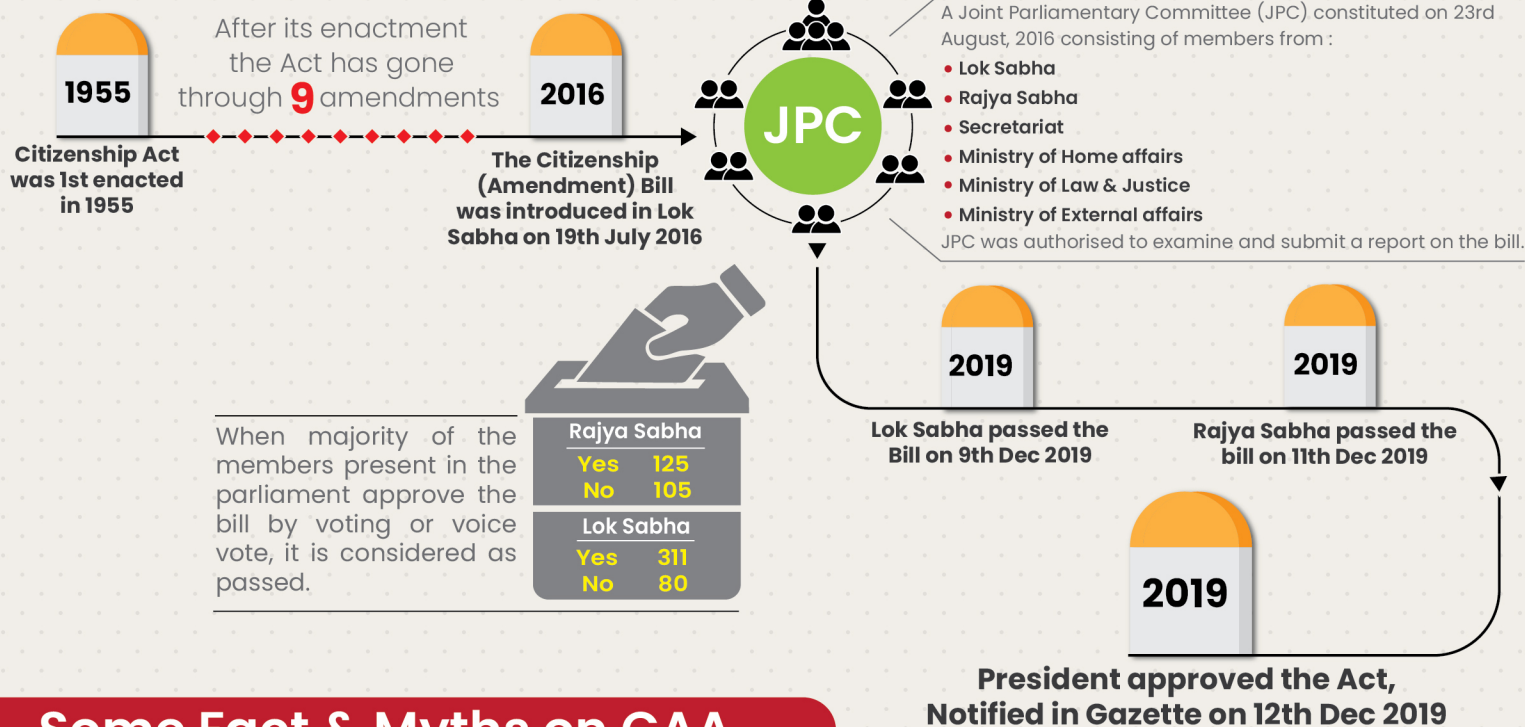 1955
After its enactment
the Act has gone
through 9 amendments
2016
Citizenship Act
was 1st enacted
in 1955
The Citizenship
(Amendment) Bill
was introduced in Lok
Sabha on 19th July 2016
JPC
A Joint Parliamentary Committee (JPC) constituted on 23rd
August, 2016 consisting of members from :
• Lok Sabha
• Rajya Sabha
• Secretariat
• Ministry of Home affairs
• Ministry of Law & Justice
• Ministry of External affairs
JPC was authorised to examine and submit a report on the bill.
2019
Lok Sabha passed the
Bill on 9th Dec 2019
2019
Rajya Sabha passed the
bill on 11th Dec 2019
When majority of the
members present in the
parliament approve the
bill by voting or voice
vote, it is considered as
passed.
Rajya Sabha
Yes 125
No 105
Lok Sabha
Yes 311
No 80
2019
President approved the Act,
Notified in Gazette on 12th Dec 2019
Some Fact & Myths on CAA